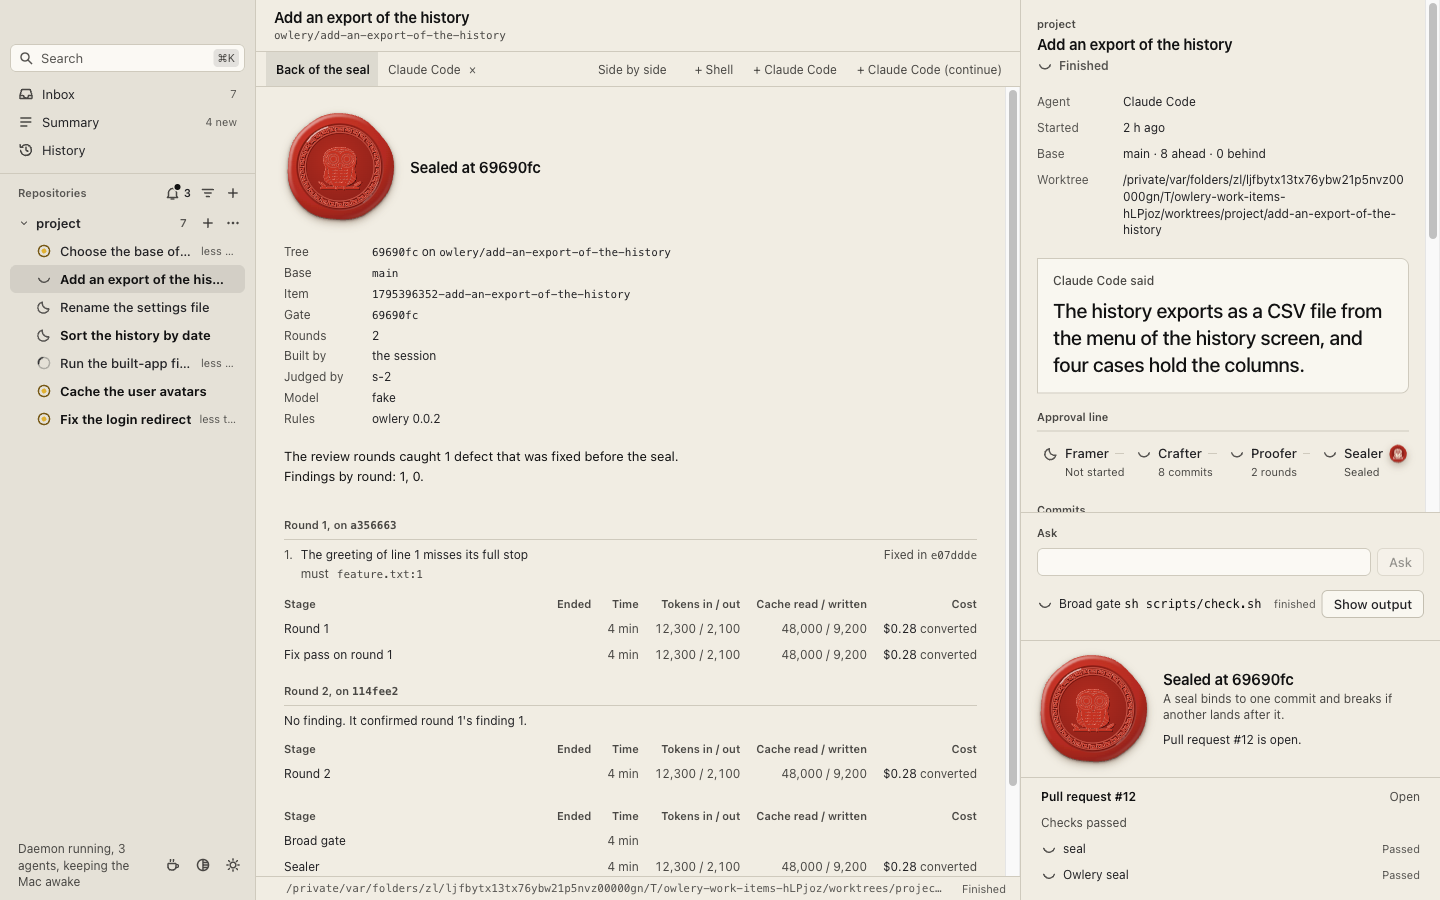 Search ⌘K
Inbox 7
Summary 4 new
History
Repositories 3
project 7
Choose the base of... less ...
Add an export of the his...
Rename the settings file
Sort the history by date
Run the built-app fi... less ...
Cache the user avatars
Fix the login redirect less t...
Daemon running, 3
agents, keeping the
Mac awake
Add an export of the history
owlery/add-an-export-of-the-history
Back of the seal Claude Code × Side by side + Shell + Claude Code + Claude Code (continue)
Sealed at 69690fc
Tree 69690fc on owlery/add-an-export-of-the-history
Base main
Item 1795396352-add-an-export-of-the-history
Gate 69690fc
Rounds 2
Built by the session
Judged by s-2
Model fake
Rules owlery 0.0.2
The review rounds caught 1 defect that was fixed before the seal.
Findings by round: 1, 0.
Round 1, on a356663
1. The greeting of line 1 misses its full stop Fixed in e07ddde
must feature.txt:1
Stage Ended Time Tokens in / out Cache read / written Cost
Round 1 4 min 12,300 / 2,100 48,000 / 9,200 $0.28 converted
Fix pass on round 1 4 min 12,300 / 2,100 48,000 / 9,200 $0.28 converted
Round 2, on 114fee2
No finding. It confirmed round 1's finding 1.
Stage Ended Time Tokens in / out Cache read / written Cost
Round 2 4 min 12,300 / 2,100 48,000 / 9,200 $0.28 converted
Stage Ended Time Tokens in / out Cache read / written Cost
Broad gate 4 min
Sealer 4 min 12,300 / 2,100 48,000 / 9,200 $0.28 converted
/private/var/folders/zl/ljfbytx13tx76ybw21p5nvz00000gn/T/owlery-work-items-hLPjoz/worktrees/projec... Finished
project
Add an export of the history
Finished
Agent Claude Code
Started 2 h ago
Base main · 8 ahead · 0 behind
Worktree /private/var/folders/zl/ljfbytx13tx76ybw21p5nvz00
000gn/T/owlery-work-items-
hLPjoz/worktrees/project/add-an-export-of-the-
history
Claude Code said
The history exports as a CSV file from
the menu of the history screen, and
four cases hold the columns.
Approval line
Framer Crafter Proofer Sealer
Not started 8 commits 2 rounds Sealed
Commits
Ask
Ask
Broad gate sh scripts/check.sh finished Show output
Sealed at 69690fc
A seal binds to one commit and breaks if
another lands after it.
Pull request #12 is open.
Pull request #12 Open
Checks passed
seal Passed
Owlery seal Passed